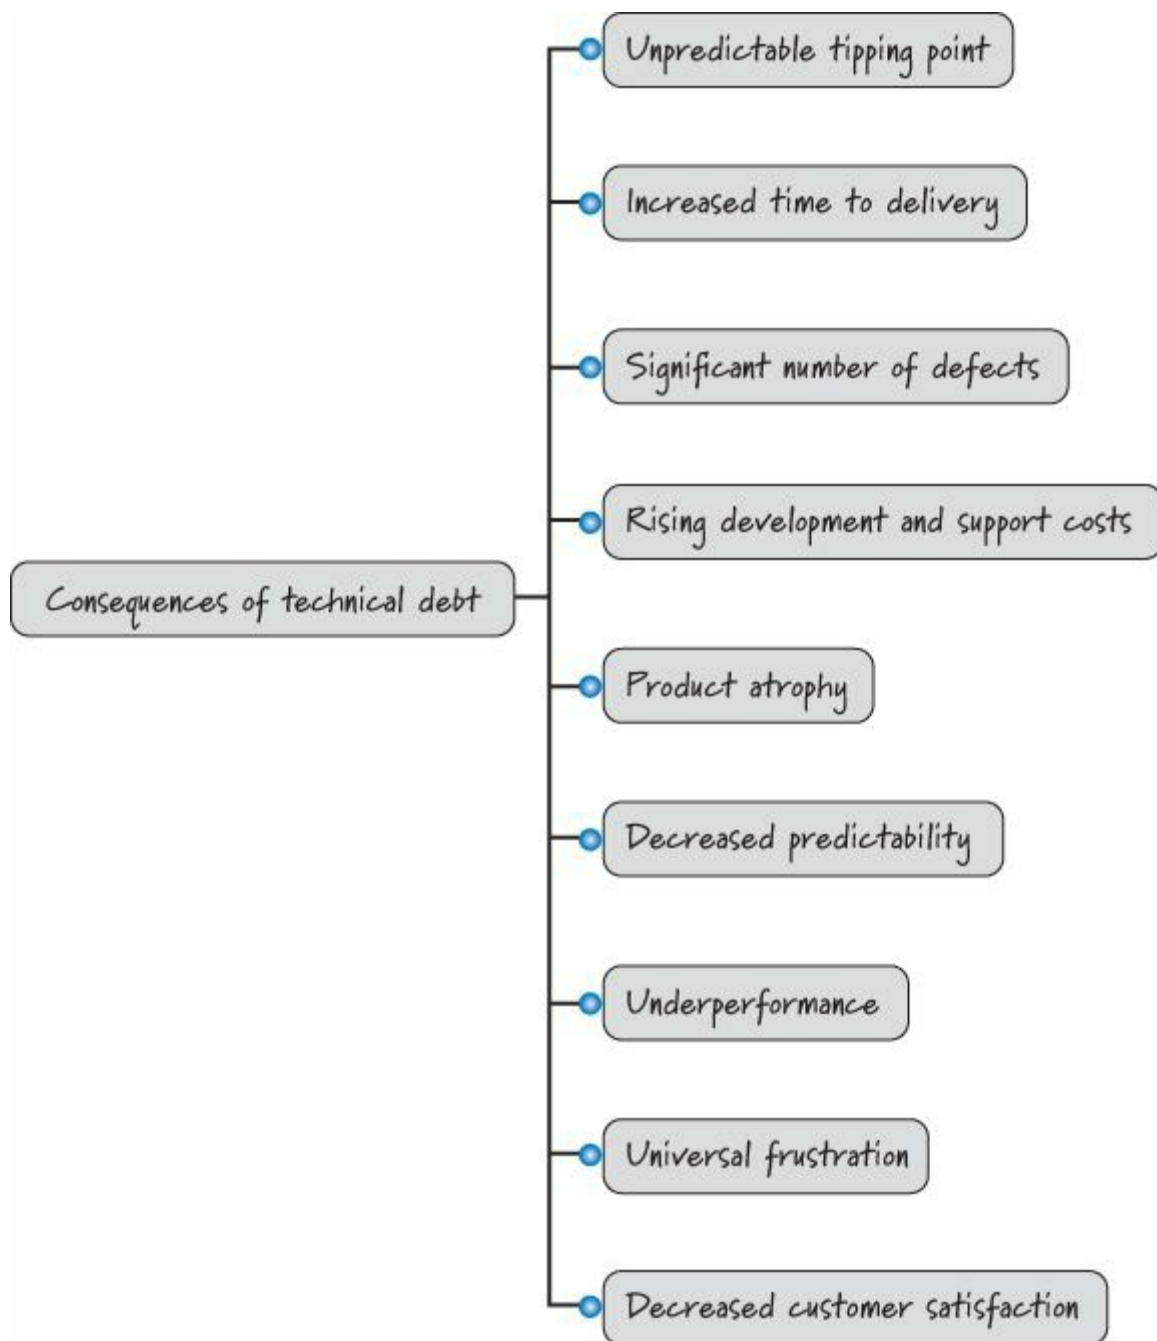 Unpredictable tipping point
Increased time to delivery
Significant number of defects
Rising development and support costs
Consequences of technical debt
Product atrophy
Decreased predictability
Underperformance
Universal frustration
Decreased customer satisfaction